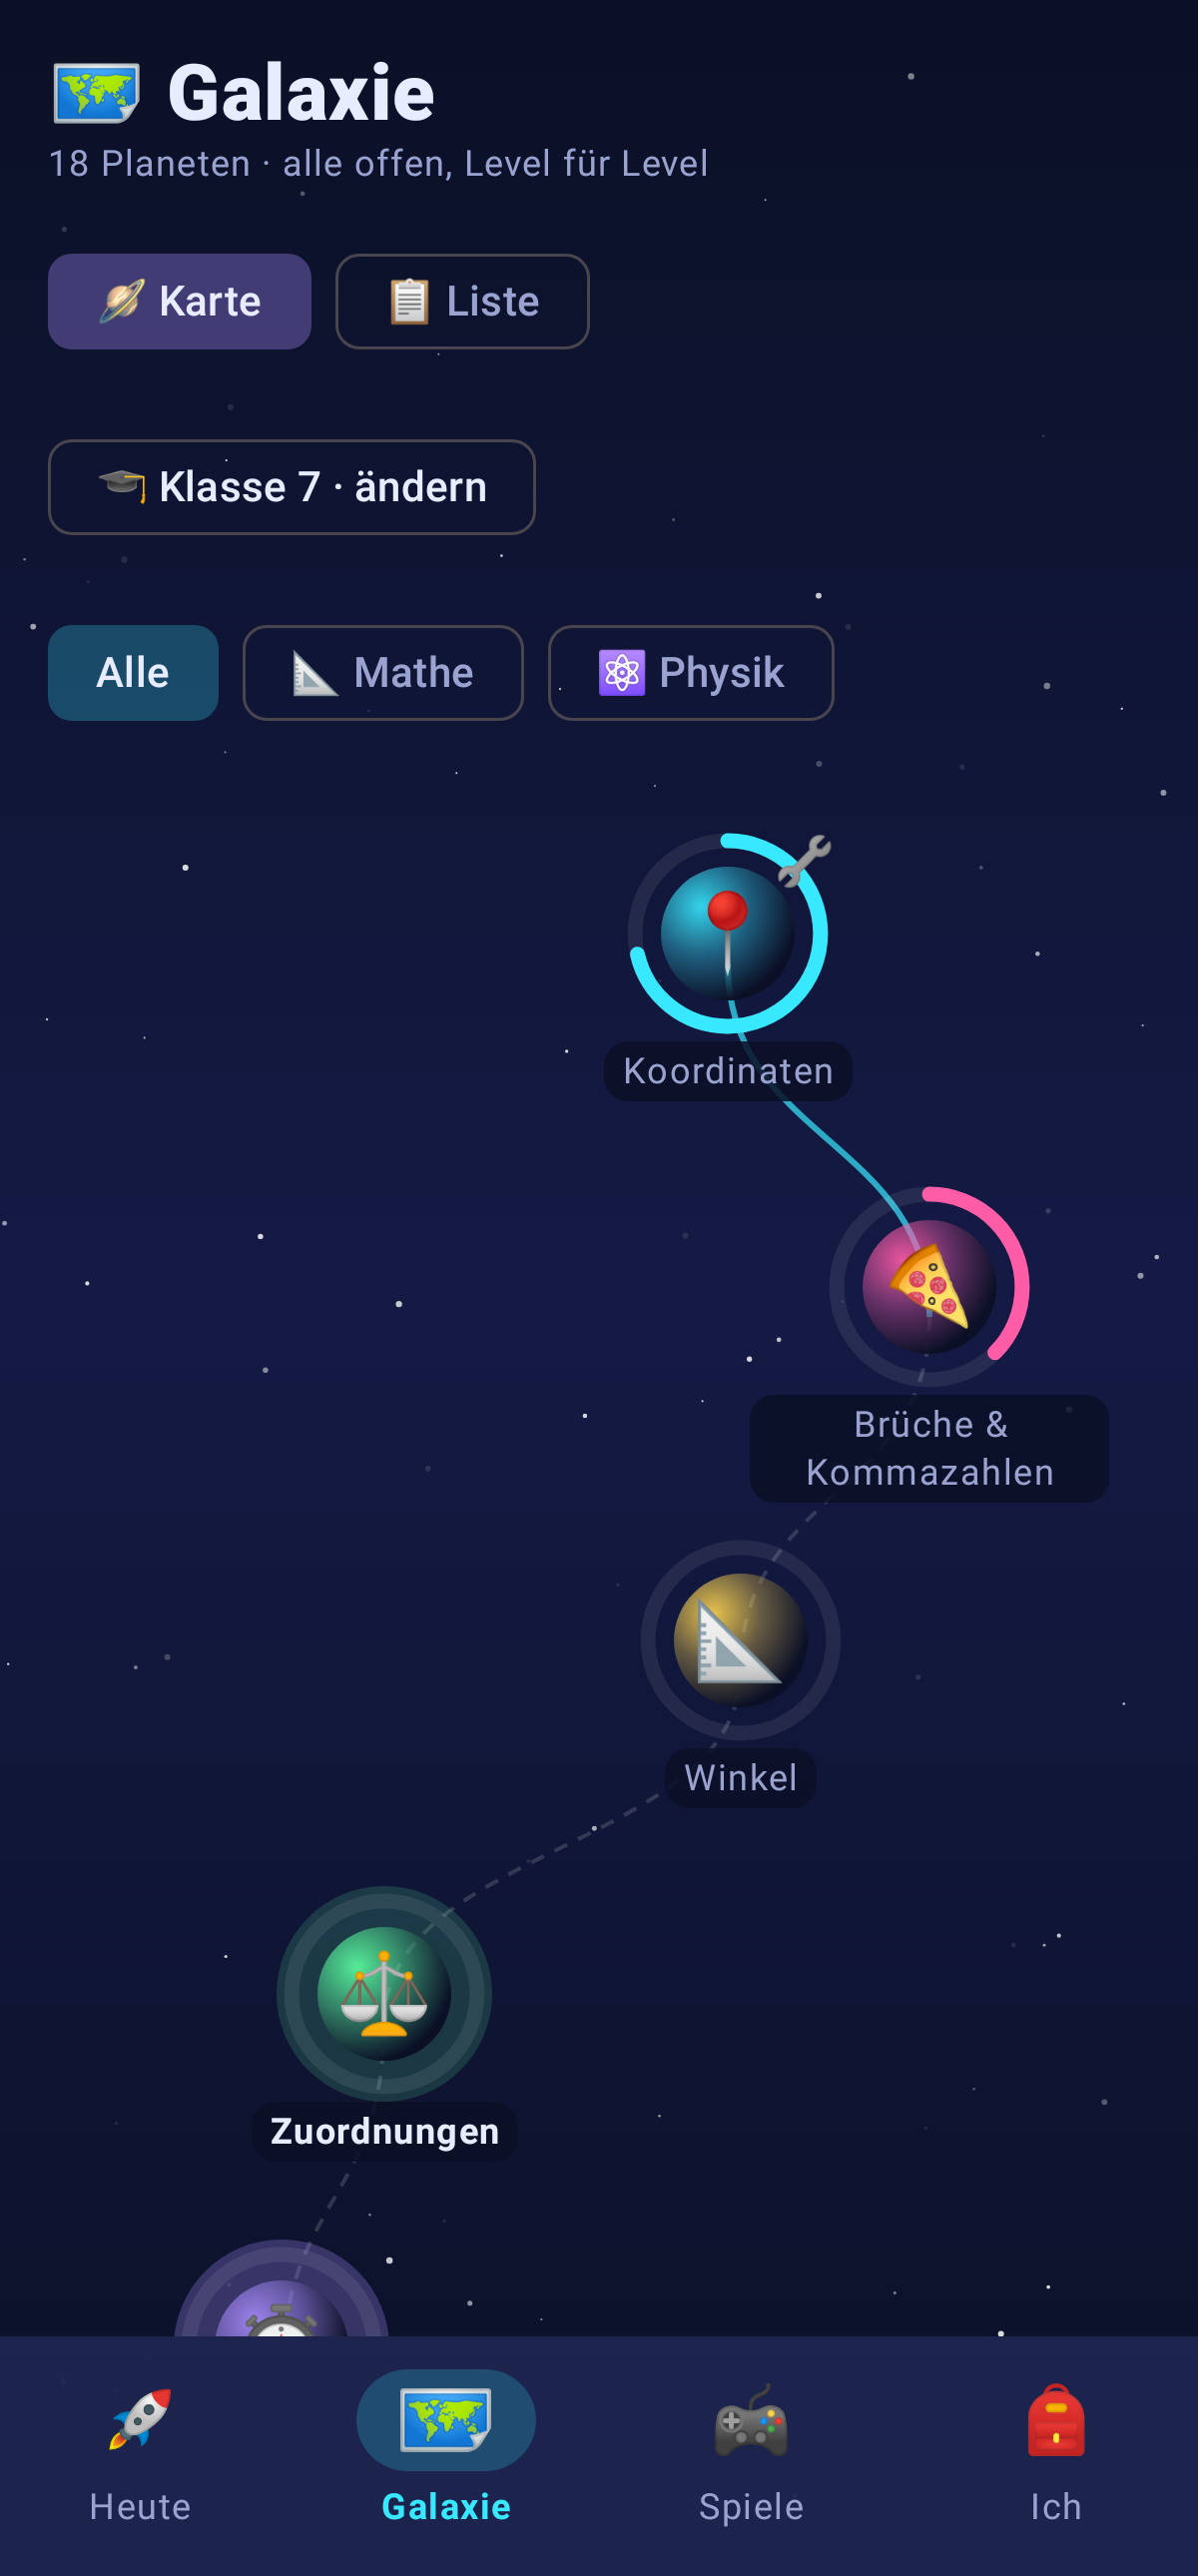 Galaxie
18 Planeten · alle offen, Level für Level
Karte
Liste
Klasse 7 · ändern
Alle
Mathe
Physik
Koordinaten
Brüche &
Kommazahlen
Winkel
Zuordnungen
Heute
Galaxie
Spiele
Ich